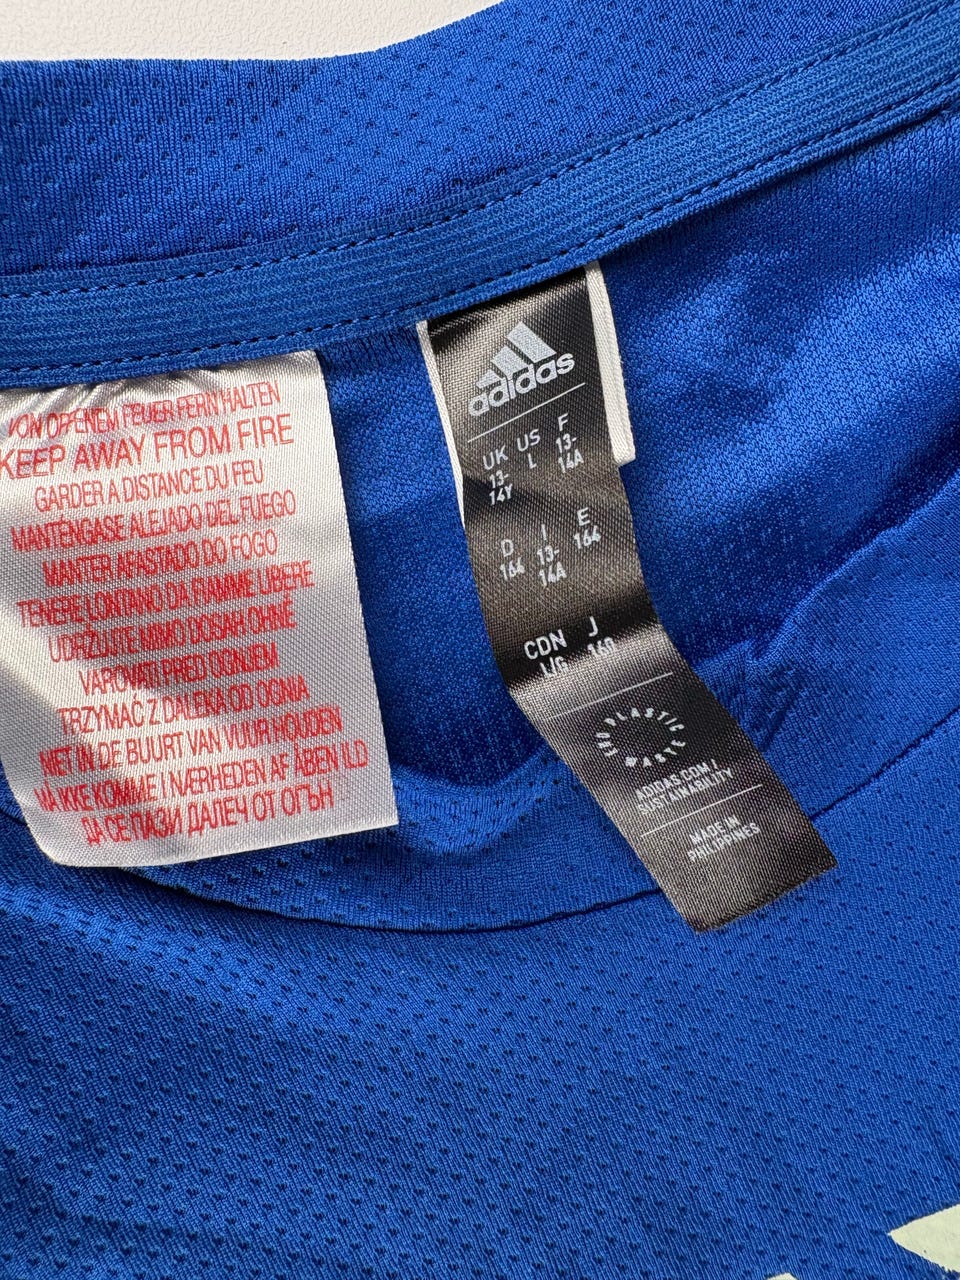 VON OFFENEM FEUER FERN HALTEN
KEEP AWAY FROM FIRE
GARDER A DISTANCE DU FEU
MANTÉNGASE ALEJADO DEL FUEGO
MANTER AFASTADO DO FOGO
TENERE LONTANO DA FIAMME LIBERE
UDRŽUJTE MIMO DOSAH OHNĚ
VAROVATI PRED OGNJEM
TRZYMAĆ Z DALEKA OD OGNIA
NIET IN DE BUURT VAN VUUR HOUDEN
MÅ IKKE KOMME I NÆRHEDEN AF ÅBEN ILD
ДА СЕ ПАЗИ ДАЛЕЧ ОТ ОГЪН
adidas
UK US F
13-14Y L 13-14A
D I E
164 13-14A 164
CDN J
L/G 160
END PLASTIC WASTE
ADIDAS.COM/
SUSTAINABILITY
MADE IN
PHILIPPINES